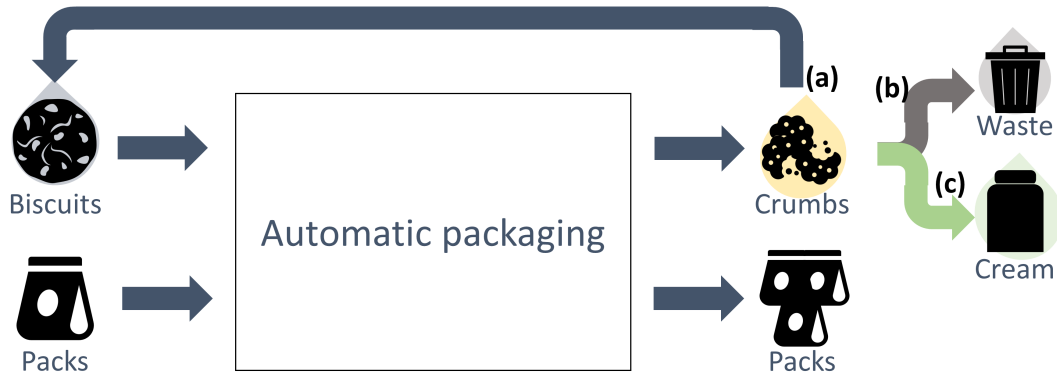 (a)
(b)
Waste
Biscuits
Automatic packaging
Crumbs
(c)
Cream
Packs
Packs